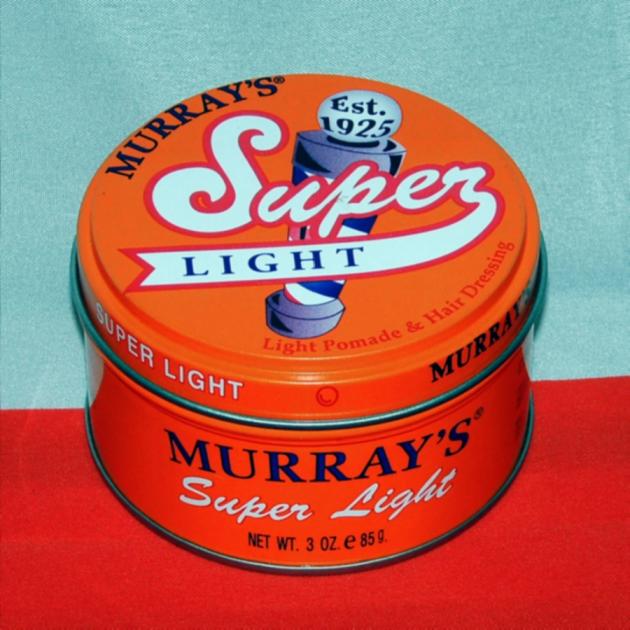 MURRAY'S®
Est.
1925
Super
LIGHT
Light Pomade & Hair Dressing
SUPER LIGHT
MURRAY
MURRAY'S®
Super Light
NET WT. 3 OZ. e 85 g.